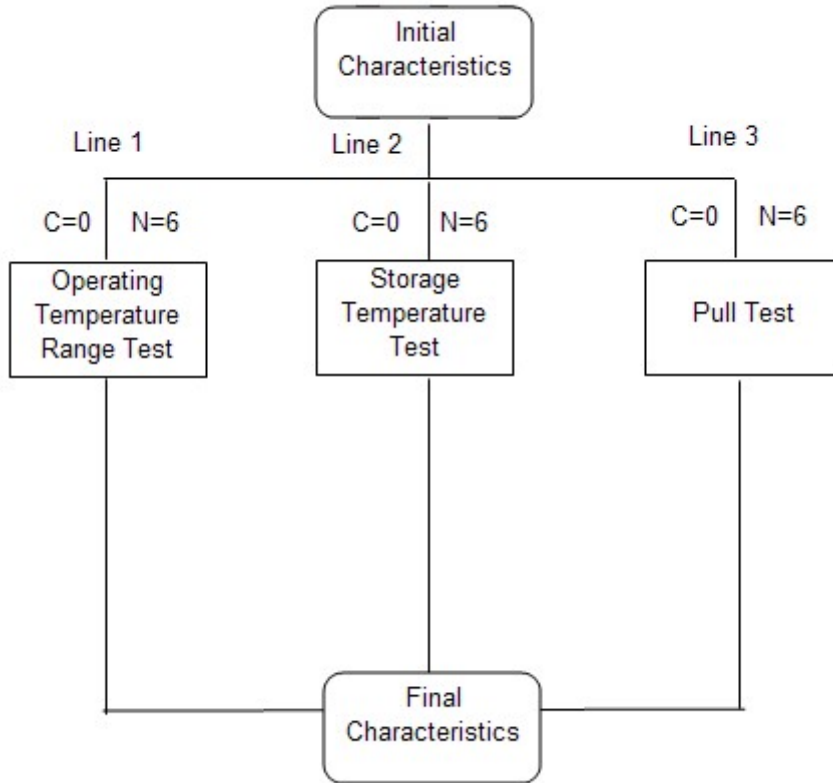 Initial
Characteristics
Line 1
Line 2
Line 3
C=0 N=6
C=0 N=6
C=0 N=6
Operating
Temperature
Range Test
Storage
Temperature
Test
Pull Test
Final
Characteristics